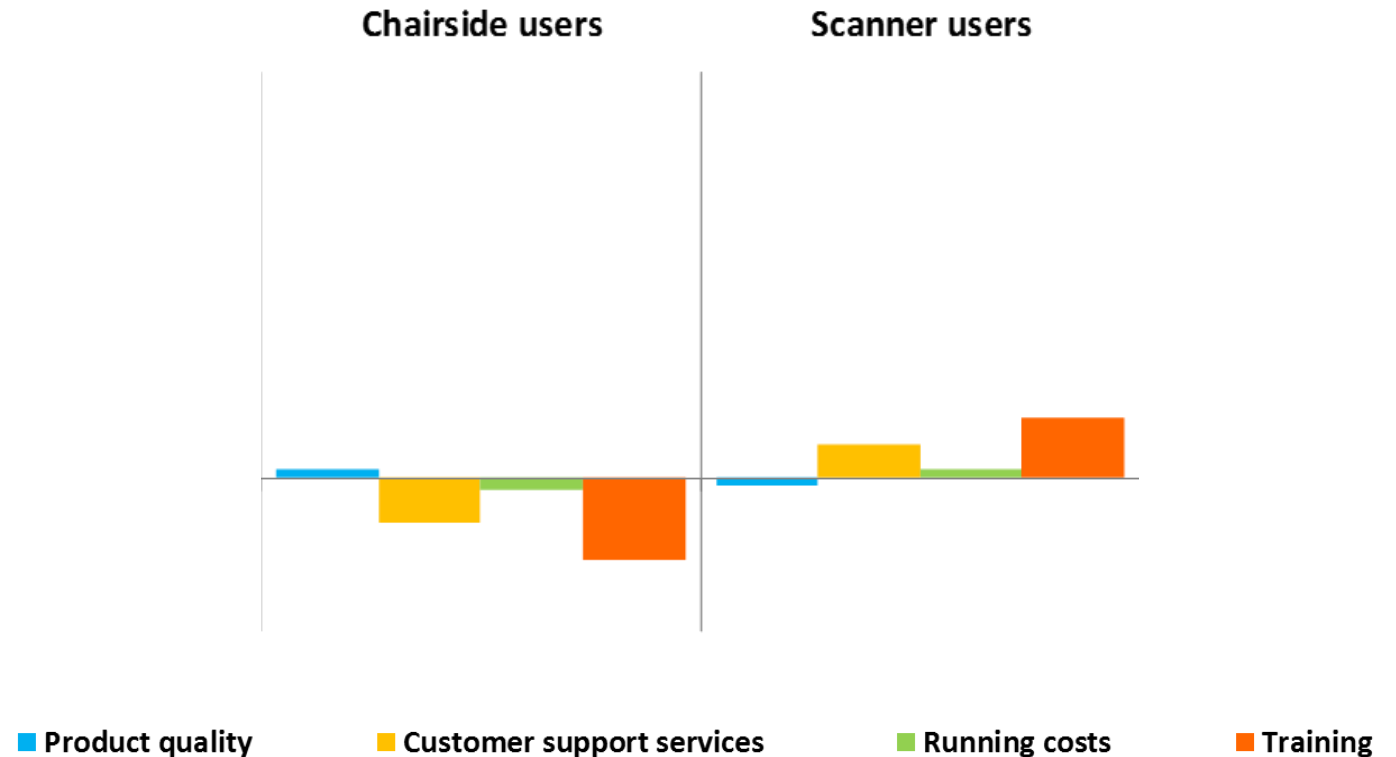 Chairside users Scanner users
Product quality Customer support services Running costs Training